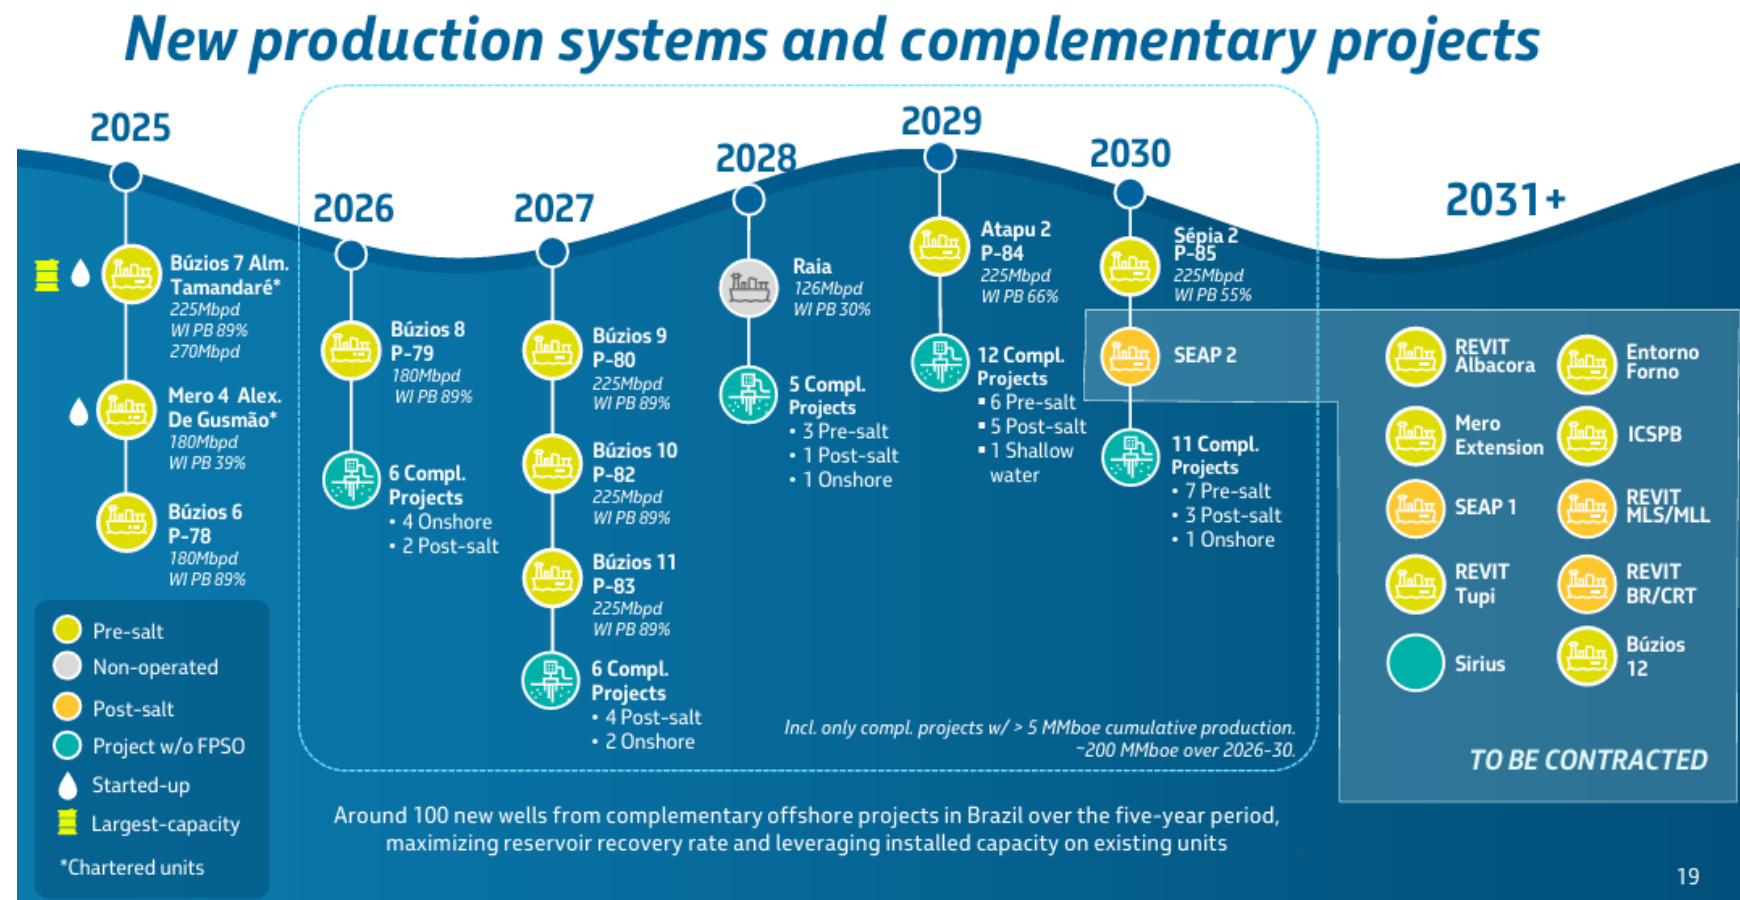 New production systems and complementary projects
2025
Búzios 7 Alm.
Tamandaré*
225Mbpd
WI PB 89%
270Mbpd
Mero 4 Alex.
De Gusmão*
180Mbpd
WI PB 39%
Búzios 6
P-78
180Mbpd
WI PB 89%
2026
Búzios 8
P-79
180Mbpd
WI PB 89%
6 Compl.
Projects
• 4 Onshore
• 2 Post-salt
2027
Búzios 9
P-80
225Mbpd
WI PB 89%
Búzios 10
P-82
225Mbpd
WI PB 89%
Búzios 11
P-83
225Mbpd
WI PB 89%
6 Compl.
Projects
• 4 Post-salt
• 2 Onshore
2028
Raia
126Mbpd
WI PB 30%
5 Compl.
Projects
• 3 Pre-salt
• 1 Post-salt
• 1 Onshore
2029
Atapu 2
P-84
225Mbpd
WI PB 66%
12 Compl.
Projects
▪ 6 Pre-salt
▪ 5 Post-salt
▪ 1 Shallow
water
2030
Sépia 2
P-85
225Mbpd
WI PB 55%
SEAP 2
11 Compl.
Projects
• 7 Pre-salt
• 3 Post-salt
• 1 Onshore
2031+
REVIT
Albacora
Entorno
Forno
Mero
Extension
ICSPB
SEAP 1
REVIT
MLS/MLL
REVIT
Tupi
REVIT
BR/CRT
Sirius
Búzios
12
TO BE CONTRACTED
Incl. only compl. projects w/ > 5 MMboe cumulative production.
~200 MMboe over 2026-30.
Pre-salt
Non-operated
Post-salt
Project w/o FPSO
Started-up
Largest-capacity
*Chartered units
Around 100 new wells from complementary offshore projects in Brazil over the five-year period,
maximizing reservoir recovery rate and leveraging installed capacity on existing units
19